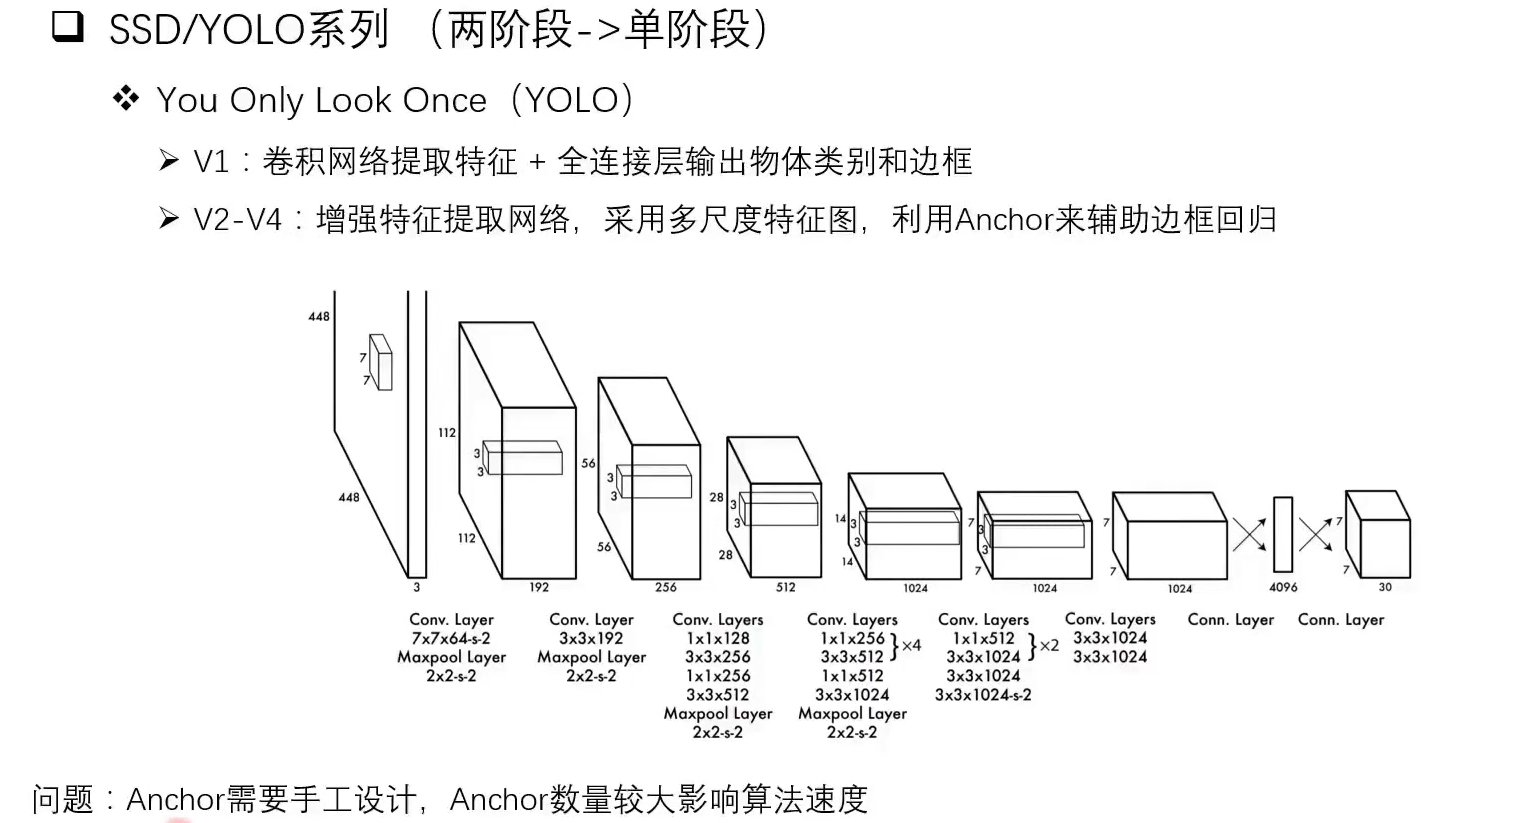 SSD/YOLO系列 （两阶段->单阶段）
You Only Look Once（YOLO）
V1：卷积网络提取特征 + 全连接层输出物体类别和边框
V2-V4：增强特征提取网络，采用多尺度特征图，利用Anchor来辅助边框回归
448
7
7
448
3
112
3
3
112
192
56
3
3
56
256
28
3
3
28
512
14
3
3
14
1024
7
3
3
7
1024
7
7
1024
4096
7
7
30
Conv. Layer
7x7x64-s-2
Maxpool Layer
2x2-s-2
Conv. Layer
3x3x192
Maxpool Layer
2x2-s-2
Conv. Layers
1x1x128
3x3x256
1x1x256
3x3x512
Maxpool Layer
2x2-s-2
Conv. Layers
1x1x256
3x3x512
}×4
1x1x512
3x3x1024
Maxpool Layer
2x2-s-2
Conv. Layers
1x1x512
3x3x1024
}×2
3x3x1024
3x3x1024-s-2
Conv. Layers
3x3x1024
3x3x1024
Conn. Layer
Conn. Layer
问题：Anchor需要手工设计，Anchor数量较大影响算法速度